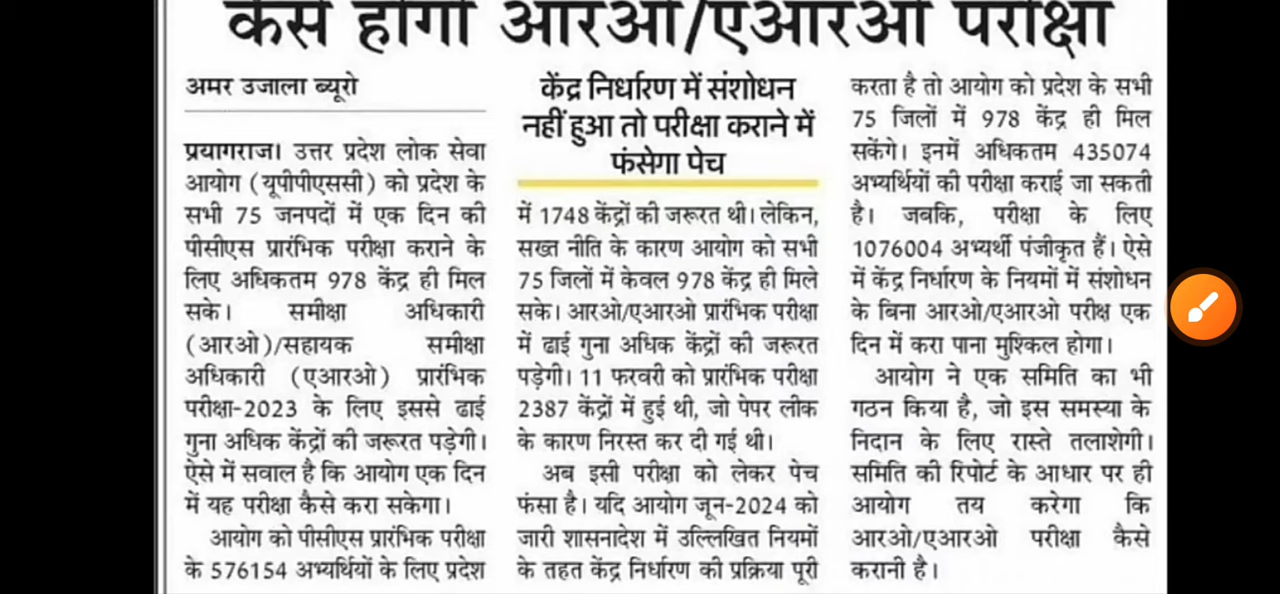 कैसे होगी आरओ/एआरओ परीक्षा
अमर उजाला ब्यूरो
प्रयागराज। उत्तर प्रदेश लोक सेवा
आयोग (यूपीपीएससी) को प्रदेश के
सभी 75 जनपदों में एक दिन की
पीसीएस प्रारंभिक परीक्षा कराने के
लिए अधिकतम 978 केंद्र ही मिल
सके। समीक्षा अधिकारी
(आरओ)/सहायक समीक्षा
अधिकारी (एआरओ) प्रारंभिक
परीक्षा-2023 के लिए इससे ढाई
गुना अधिक केंद्रों की जरूरत पड़ेगी।
ऐसे में सवाल है कि आयोग एक दिन
में यह परीक्षा कैसे करा सकेगा।
आयोग को पीसीएस प्रारंभिक परीक्षा
के 576154 अभ्यर्थियों के लिए प्रदेश
केंद्र निर्धारण में संशोधन
नहीं हुआ तो परीक्षा कराने में
फंसेगा पेच
में 1748 केंद्रों की जरूरत थी। लेकिन,
सख्त नीति के कारण आयोग को सभी
75 जिलों में केवल 978 केंद्र ही मिले
सके। आरओ/एआरओ प्रारंभिक परीक्षा
में ढाई गुना अधिक केंद्रों की जरूरत
पड़ेगी। 11 फरवरी को प्रारंभिक परीक्षा
2387 केंद्रों में हुई थी, जो पेपर लीक
के कारण निरस्त कर दी गई थी।
अब इसी परीक्षा को लेकर पेच
फंसा है। यदि आयोग जून-2024 को
जारी शासनादेश में उल्लिखित नियमों
के तहत केंद्र निर्धारण की प्रक्रिया पूरी
करता है तो आयोग को प्रदेश के सभी
75 जिलों में 978 केंद्र ही मिल
सकेंगे। इनमें अधिकतम 435074
अभ्यर्थियों की परीक्षा कराई जा सकती
है। जबकि, परीक्षा के लिए
1076004 अभ्यर्थी पंजीकृत हैं। ऐसे
में केंद्र निर्धारण के नियमों में संशोधन
के बिना आरओ/एआरओ परीक्ष एक
दिन में करा पाना मुश्किल होगा।
आयोग ने एक समिति का भी
गठन किया है, जो इस समस्या के
निदान के लिए रास्ते तलाशेगी।
समिति की रिपोर्ट के आधार पर ही
आयोग तय करेगा कि
आरओ/एआरओ परीक्षा कैसे
करानी है।